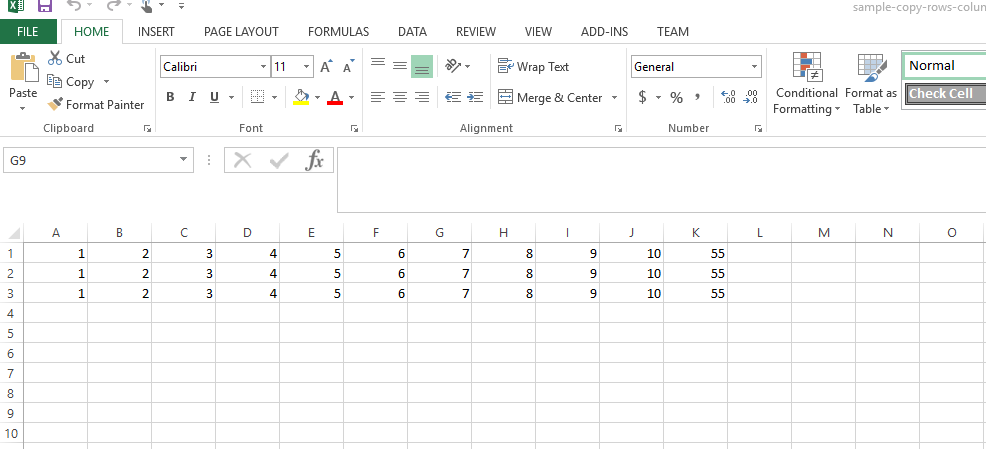 sample-copy-rows-colum
FILE HOME INSERT PAGE LAYOUT FORMULAS DATA REVIEW VIEW ADD-INS TEAM
Cut
Copy
Format Painter
Paste
Clipboard
Calibri 11 A A
B I U A
Font
Wrap Text
Merge & Center
Alignment
General
$ % , .00 .0
Number
Conditional Formatting
Format as Table
Normal
Check Cell
G9 fx
A B C D E F G H I J K L M N O
1 1 2 3 4 5 6 7 8 9 10 55
2 1 2 3 4 5 6 7 8 9 10 55
3 1 2 3 4 5 6 7 8 9 10 55
4
5
6
7
8
9
10